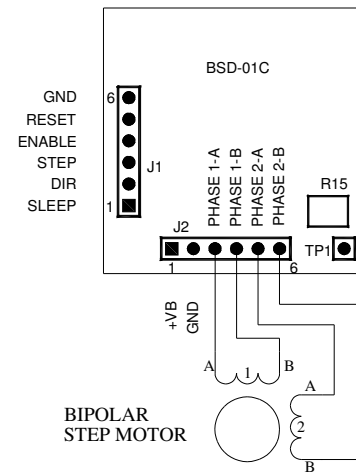 BSD-01C
GND
RESET
ENABLE
STEP
DIR
SLEEP
6
1
J1
PHASE 1-A
PHASE 1-B
PHASE 2-A
PHASE 2-B
R15
J2
TP1
1
6
+VB
GND
A
1
B
A
2
B
BIPOLAR
STEP MOTOR